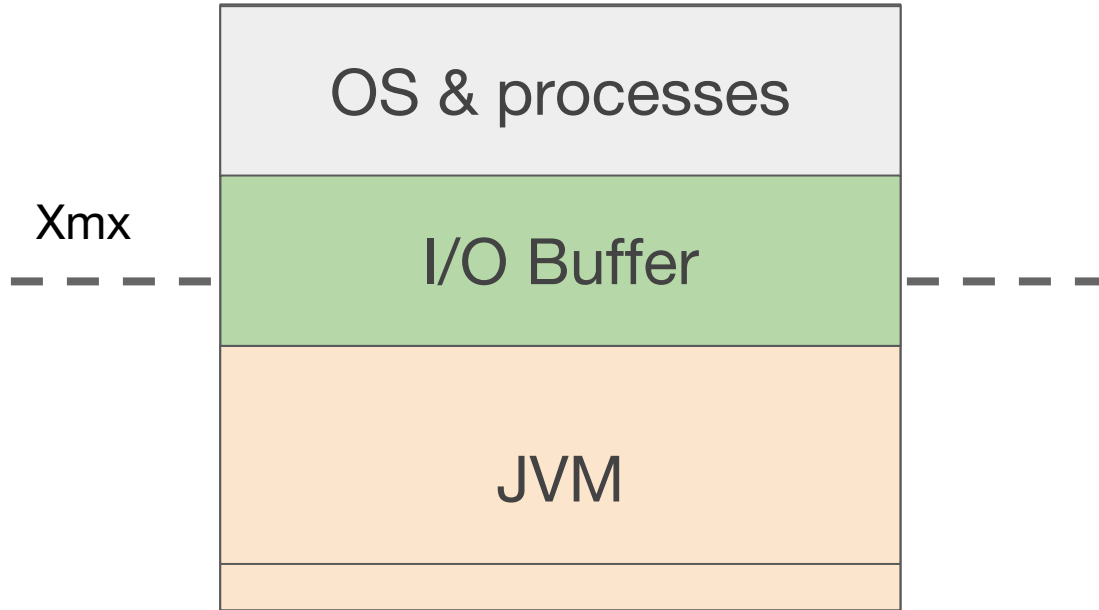 OS & processes
Xmx
I/O Buffer
JVM